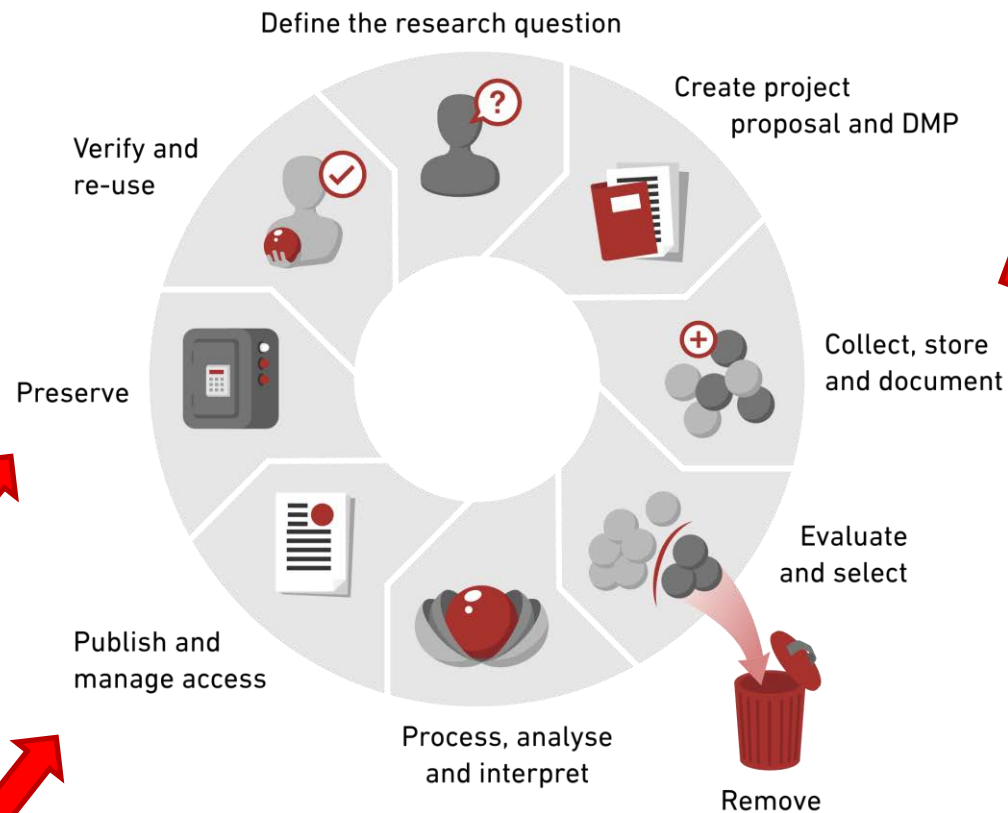 Define the research question
Create project
proposal and DMP
Collect, store
and document
Evaluate
and select
Remove
Process, analyse
and interpret
Publish and
manage access
Preserve
Verify and
re-use
?